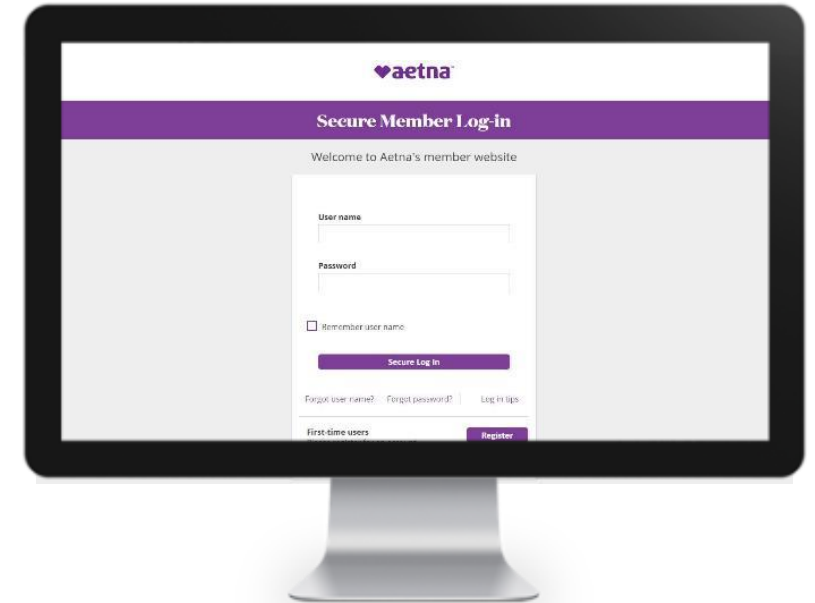 aetna™
Secure Member Log-in
Welcome to Aetna's member website
User name
Password
Remember user name
Secure Log In
Forgot user name? Forgot password? Log in tips
First-time users
Register